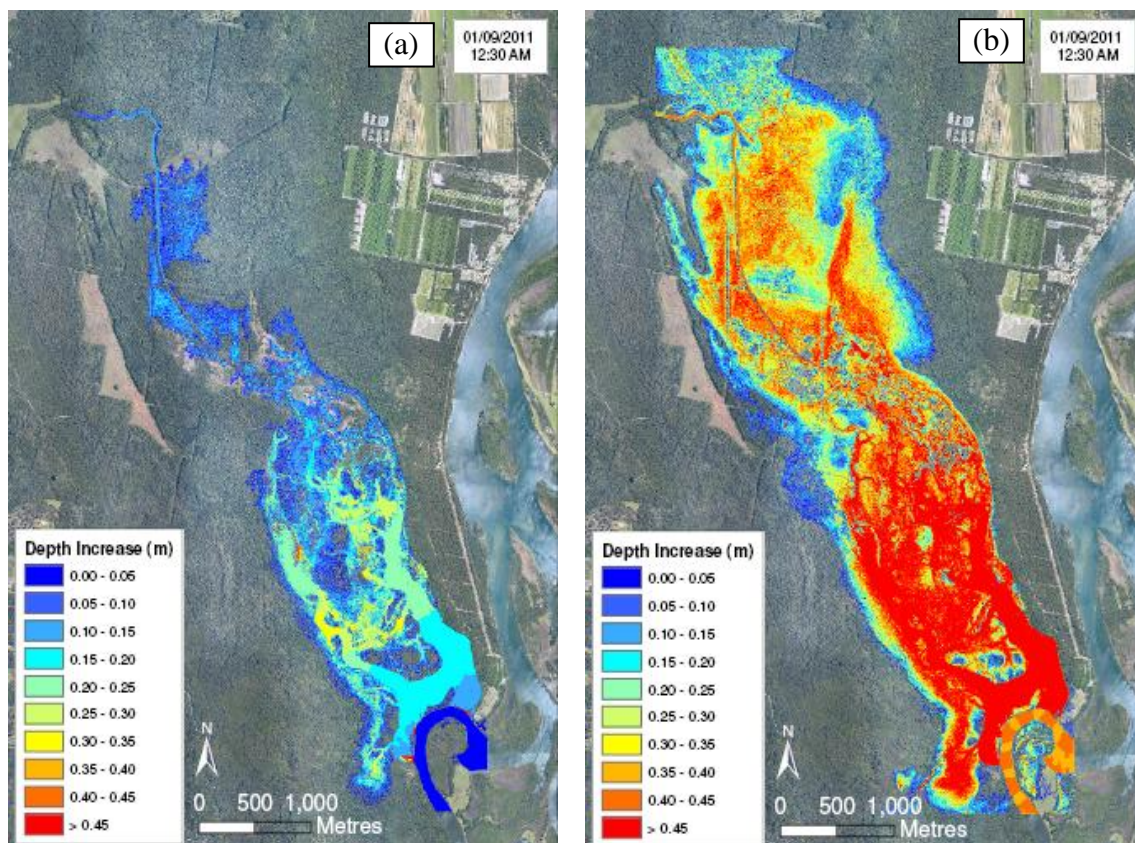 (a)
01/09/2011
12:30 AM
Depth Increase (m)
0.00 - 0.05
0.05 - 0.10
0.10 - 0.15
0.15 - 0.20
0.20 - 0.25
0.25 - 0.30
0.30 - 0.35
0.35 - 0.40
0.40 - 0.45
> 0.45
N
0 500 1,000
Metres
(b)
01/09/2011
12:30 AM
Depth Increase (m)
0.00 - 0.05
0.05 - 0.10
0.10 - 0.15
0.15 - 0.20
0.20 - 0.25
0.25 - 0.30
0.30 - 0.35
0.35 - 0.40
0.40 - 0.45
> 0.45
N
0 500 1,000
Metres